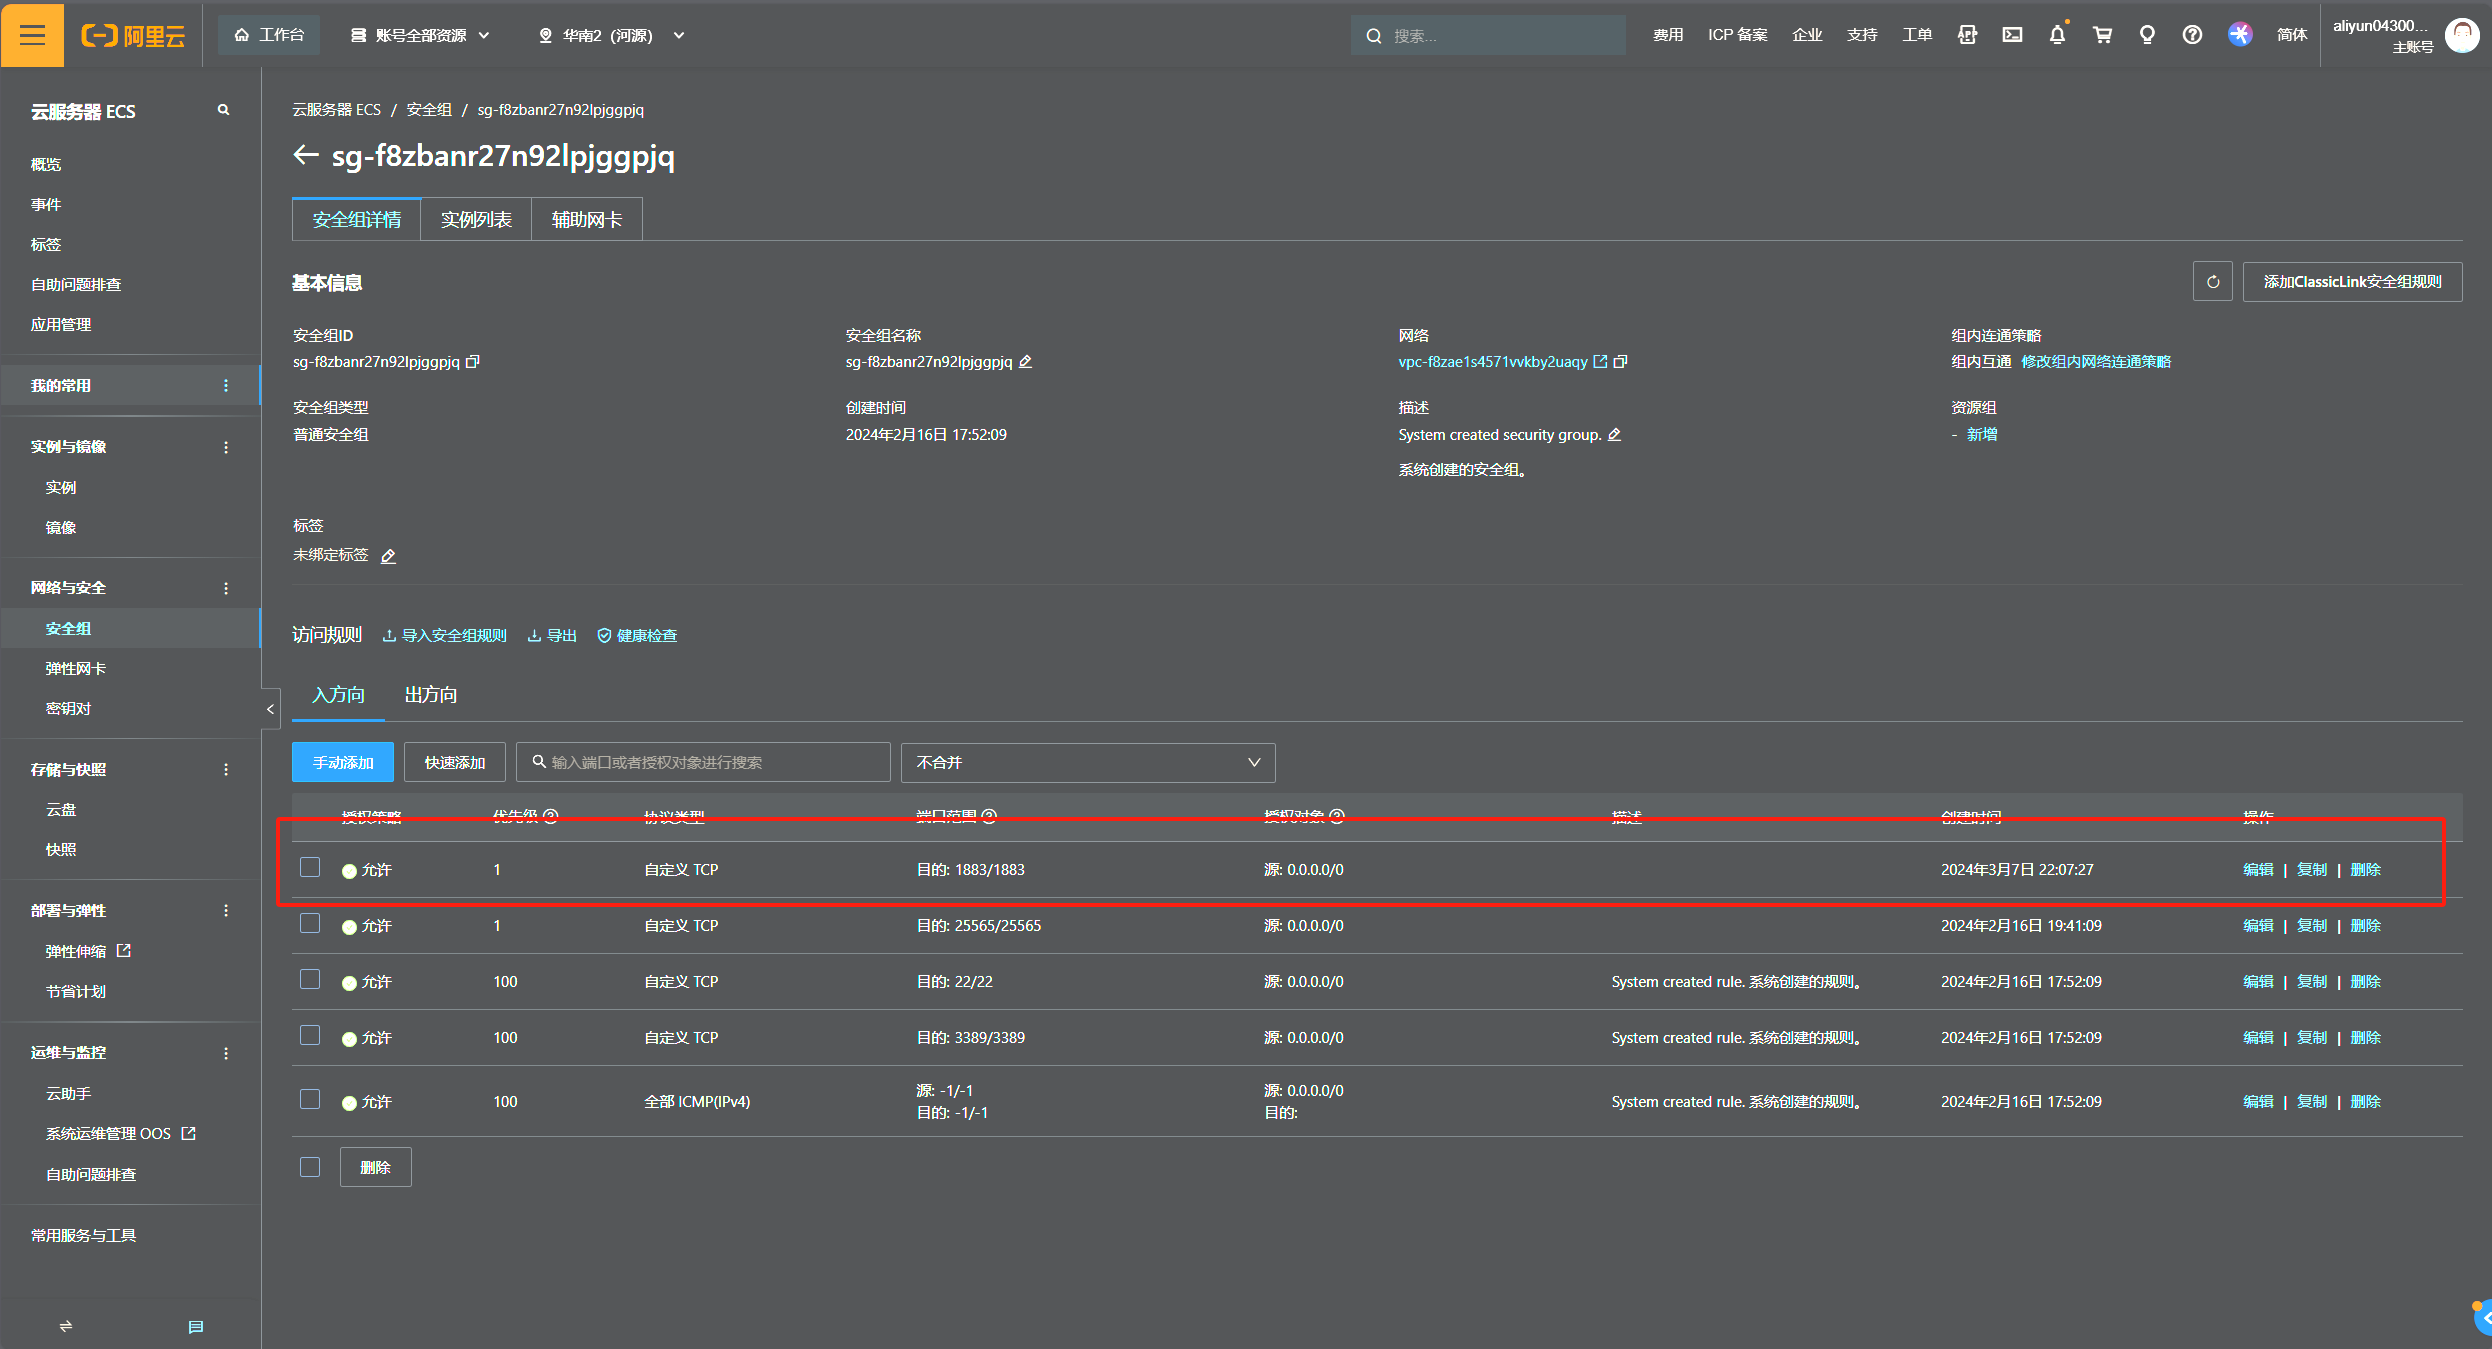 阿里云
工作台
账号全部资源
华南2（河源）
搜索...
费用
ICP 备案
企业
支持
工单
简体
aliyun04300...
主账号
云服务器 ECS
概览
事件
标签
自助问题排查
应用管理
我的常用
实例与镜像
实例
镜像
网络与安全
安全组
弹性网卡
密钥对
存储与快照
云盘
快照
部署与弹性
弹性伸缩
节省计划
运维与监控
云助手
系统运维管理 OOS
自助问题排查
常用服务与工具
云服务器 ECS / 安全组 / sg-f8zbanr27n92lpjggpjq
sg-f8zbanr27n92lpjggpjq
安全组详情
实例列表
辅助网卡
基本信息
添加ClassicLink安全组规则
安全组ID
sg-f8zbanr27n92lpjggpjq
安全组名称
sg-f8zbanr27n92lpjggpjq
网络
vpc-f8zae1s4571vvkby2uaqy
组内连通策略
组内互通 修改组内网络连通策略
安全组类型
普通安全组
创建时间
2024年2月16日 17:52:09
描述
System created security group.
系统创建的安全组。
资源组
- 新增
标签
未绑定标签
访问规则 导入安全组规则 导出 健康检查
入方向 出方向
手动添加 快速添加 输入端口或者授权对象进行搜索 不合并
授权策略 优先级 协议类型 端口范围 授权对象 描述 创建时间 操作
允许 1 自定义 TCP 目的: 1883/1883 源: 0.0.0.0/0 2024年3月7日 22:07:27 编辑 | 复制 | 删除
允许 1 自定义 TCP 目的: 25565/25565 源: 0.0.0.0/0 2024年2月16日 19:41:09 编辑 | 复制 | 删除
允许 100 自定义 TCP 目的: 22/22 源: 0.0.0.0/0 System created rule. 系统创建的规则。 2024年2月16日 17:52:09 编辑 | 复制 | 删除
允许 100 自定义 TCP 目的: 3389/3389 源: 0.0.0.0/0 System created rule. 系统创建的规则。 2024年2月16日 17:52:09 编辑 | 复制 | 删除
源: -1/-1 源: 0.0.0.0/0
允许 100 全部 ICMP(IPv4) System created rule. 系统创建的规则。 2024年2月16日 17:52:09 编辑 | 复制 | 删除
目的: -1/-1 目的:
删除